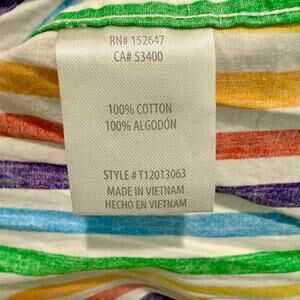 RN# 152647
CA# 53400
100% COTTON
100% ALGODÓN
STYLE # T12013063
MADE IN VIETNAM
HECHO EN VIETNAM